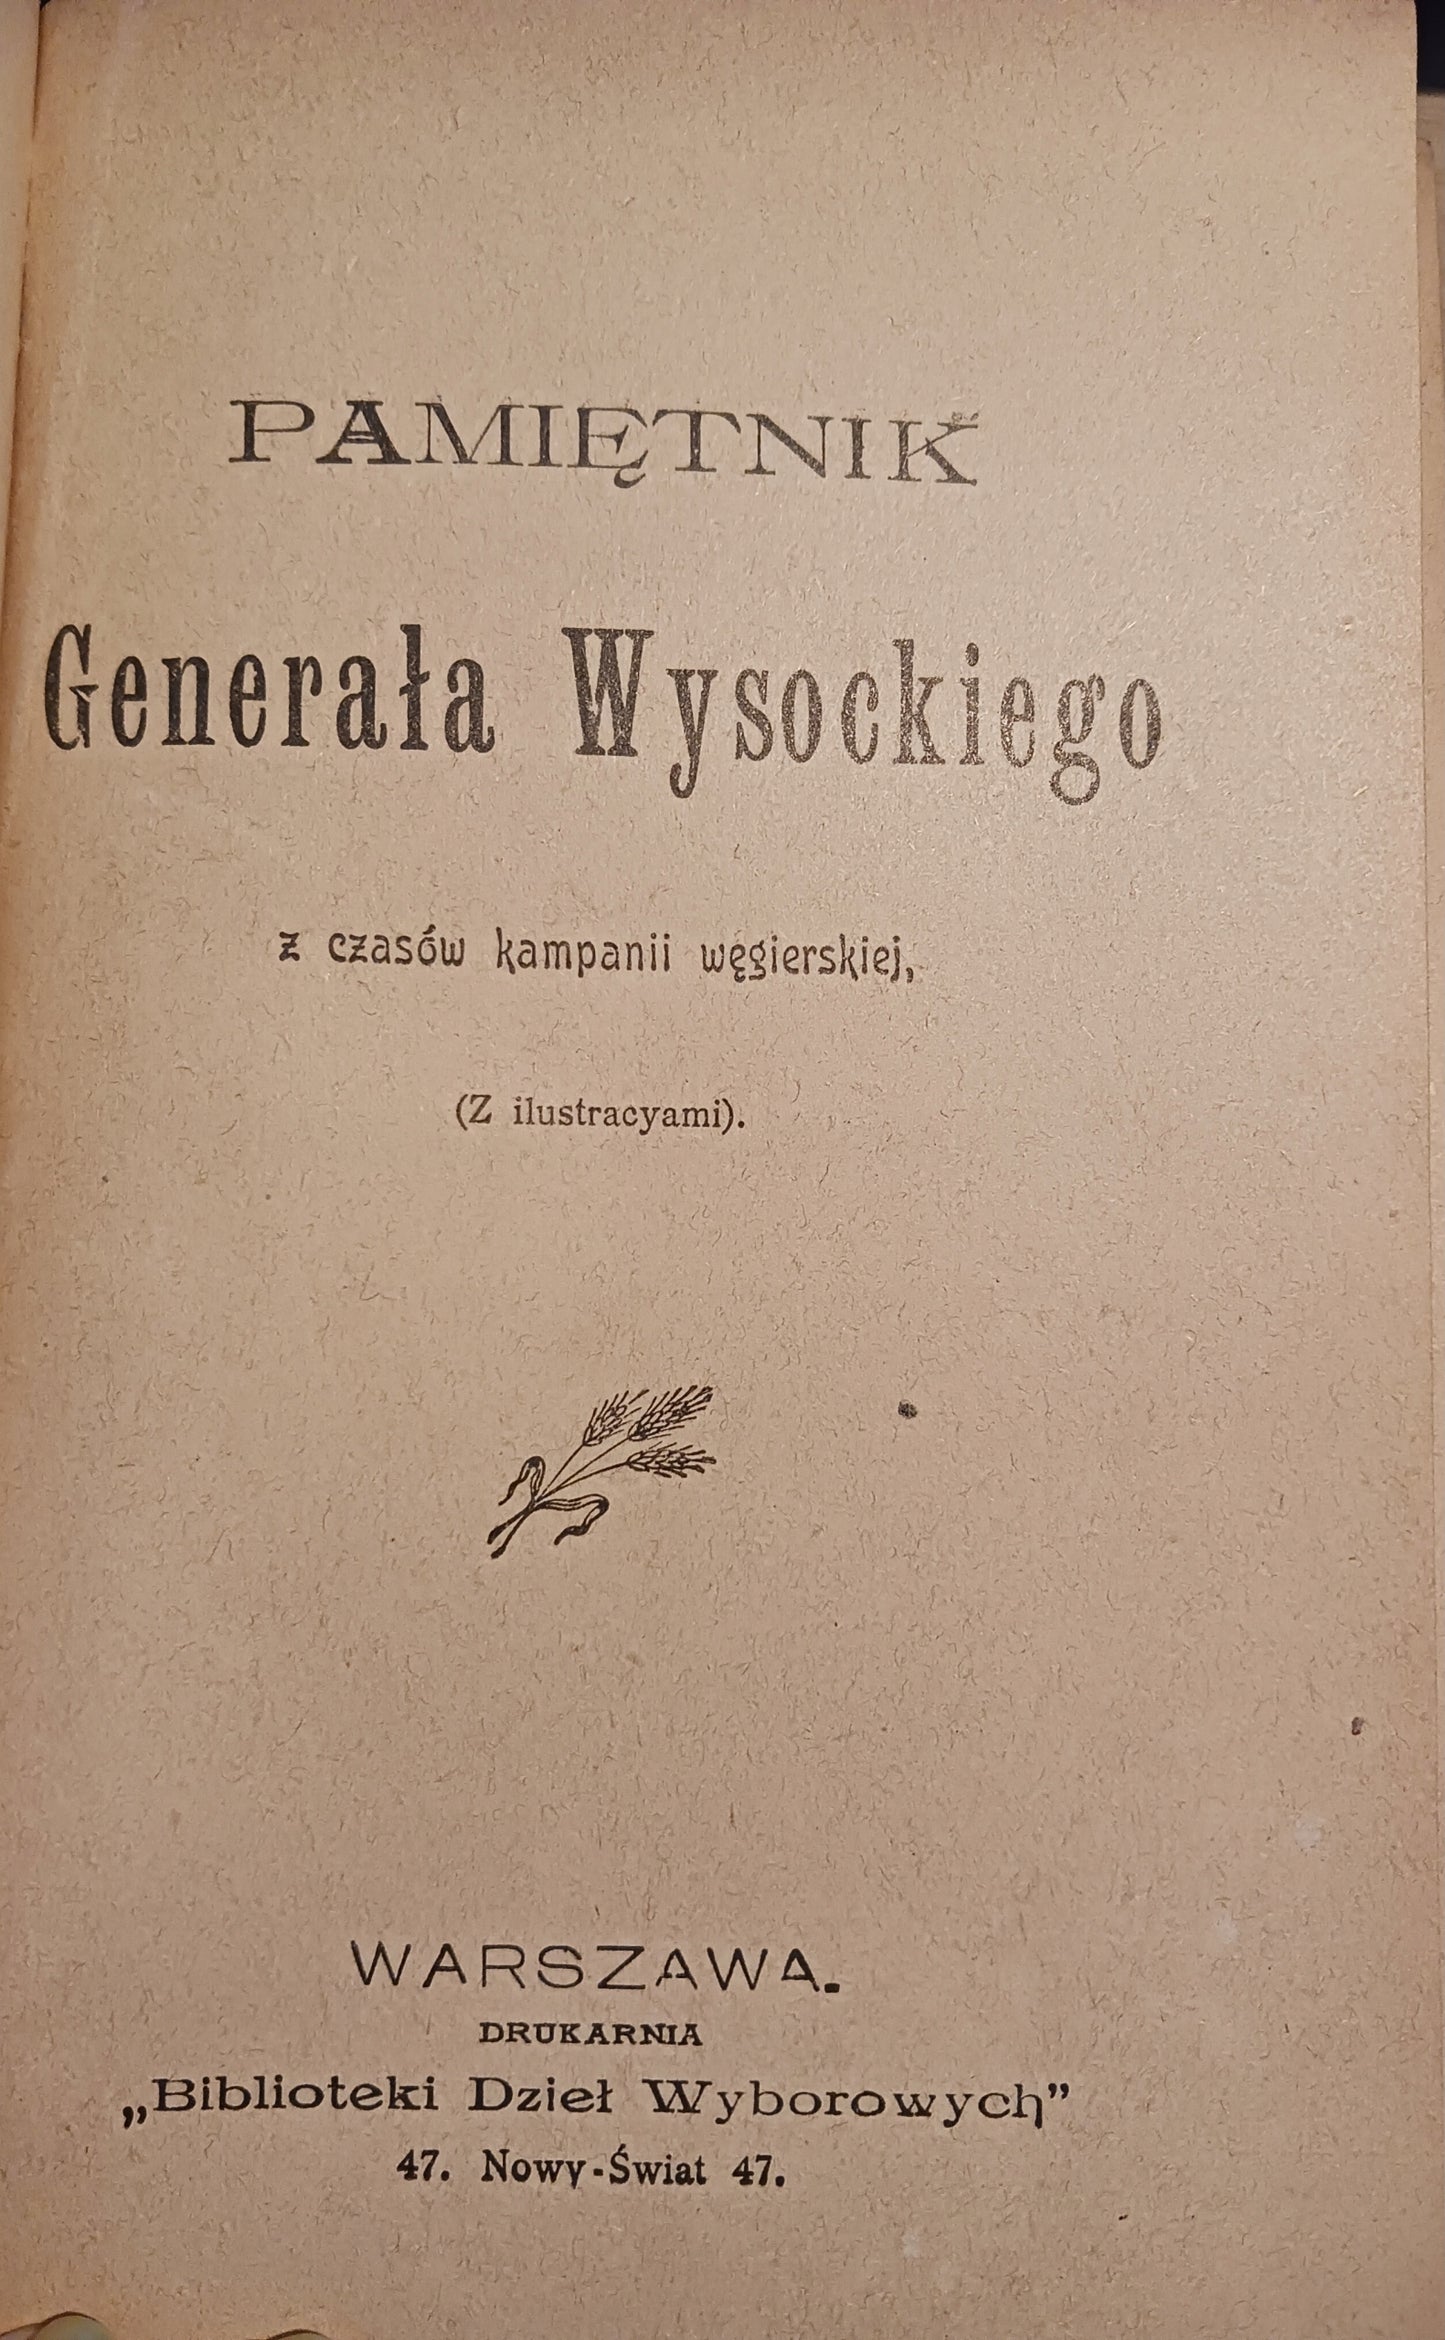 PAMIĘTNIK
Generała Wysockiego
z czasów kampanii węgierskiej,
(Z ilustracyami).
WARSZAWA.
DRUKARNIA
„Biblioteki Dzieł Wyborowych”
47. Nowy-Świat 47.